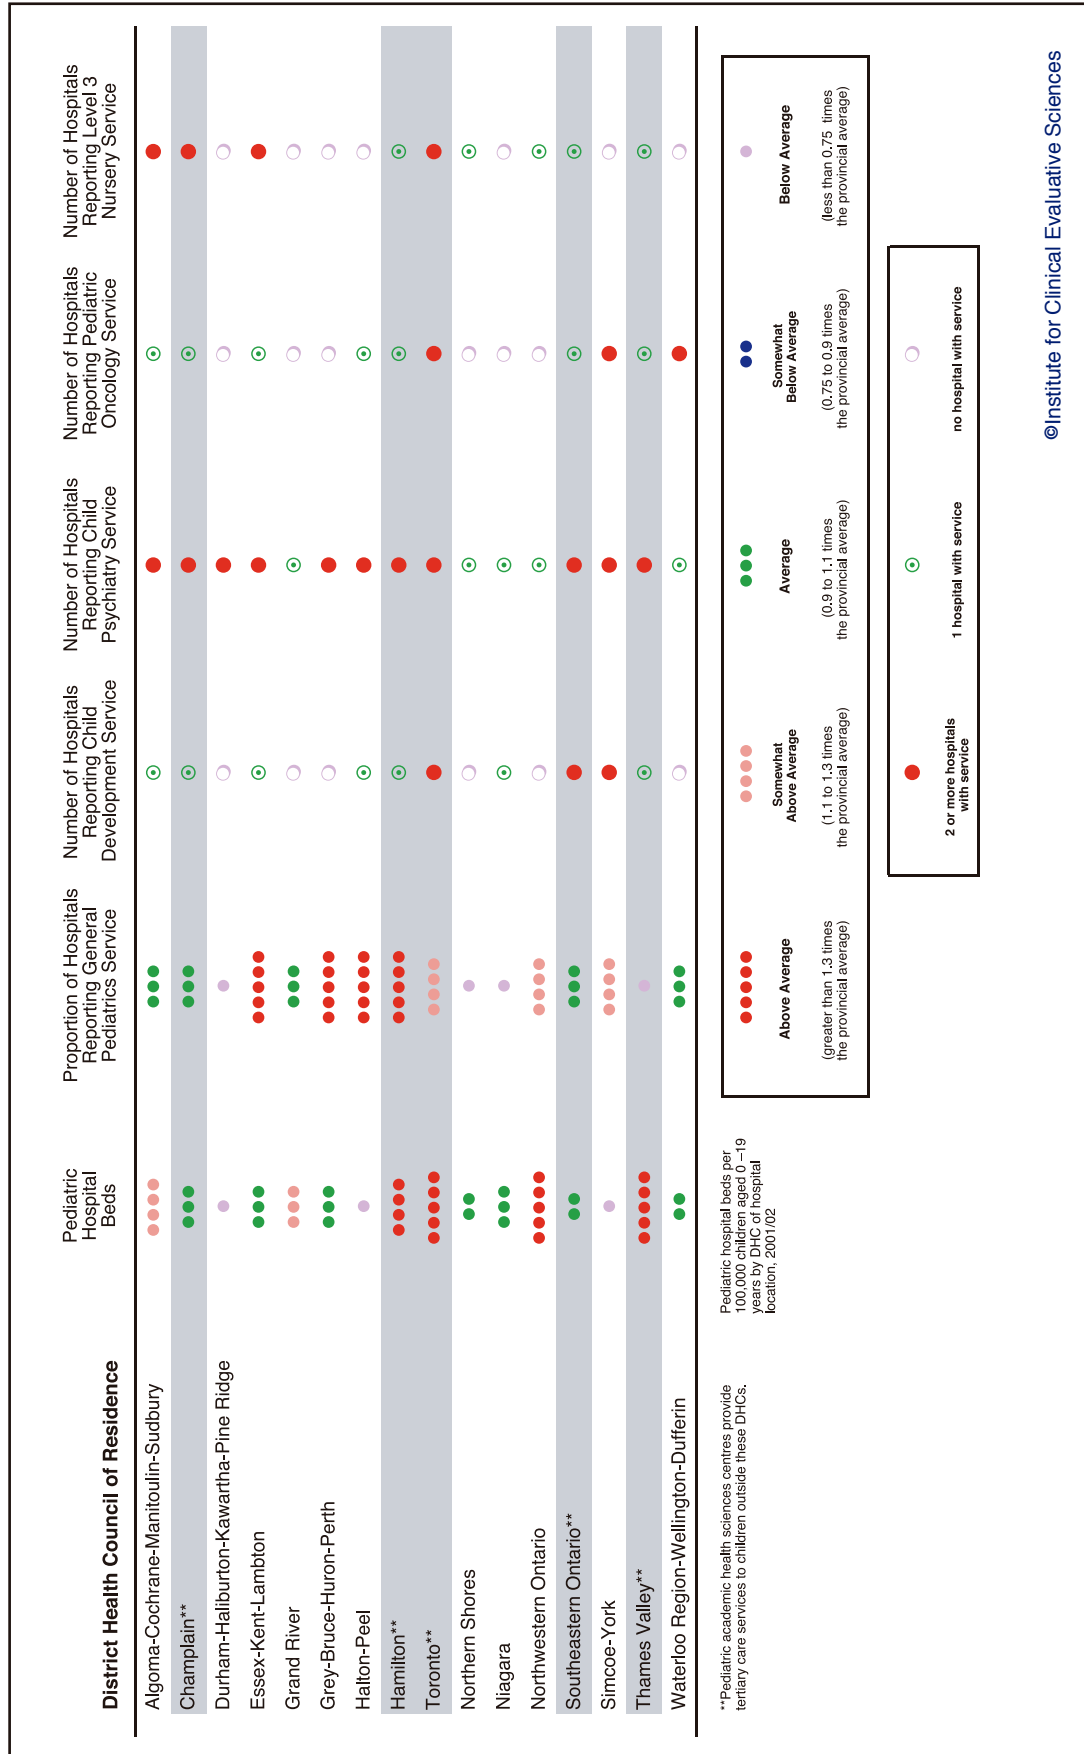 District Health Council of Residence
Pediatric
Hospital
Beds
Proportion of Hospitals
Reporting General
Pediatrics Service
Number of Hospitals
Reporting Child
Development Service
Number of Hospitals
Reporting Child
Psychiatry Service
Number of Hospitals
Reporting Pediatric
Oncology Service
Number of Hospitals
Reporting Level 3
Nursery Service
Algoma-Cochrane-Manitoulin-Sudbury
Champlain**
Durham-Haliburton-Kawartha-Pine Ridge
Essex-Kent-Lambton
Grand River
Grey-Bruce-Huron-Perth
Halton-Peel
Hamilton**
Toronto**
Northern Shores
Niagara
Northwestern Ontario
Southeastern Ontario**
Simcoe-York
Thames Valley**
Waterloo Region-Wellington-Dufferin
**Pediatric academic health sciences centres provide
tertiary care services to children outside these DHCs.
Pediatric hospital beds per
100,000 children aged 0 –19
years by DHC of hospital
location, 2001/02
Above Average
(greater than 1.3 times
the provincial average)
Somewhat
Above Average
(1.1 to 1.3 times
the provincial average)
Average
(0.9 to 1.1 times
the provincial average)
Somewhat
Below Average
(0.75 to 0.9 times
the provincial average)
Below Average
(less than 0.75 times
the provincial average)
2 or more hospitals
with service
1 hospital with service
no hospital with service
©Institute for Clinical Evaluative Sciences